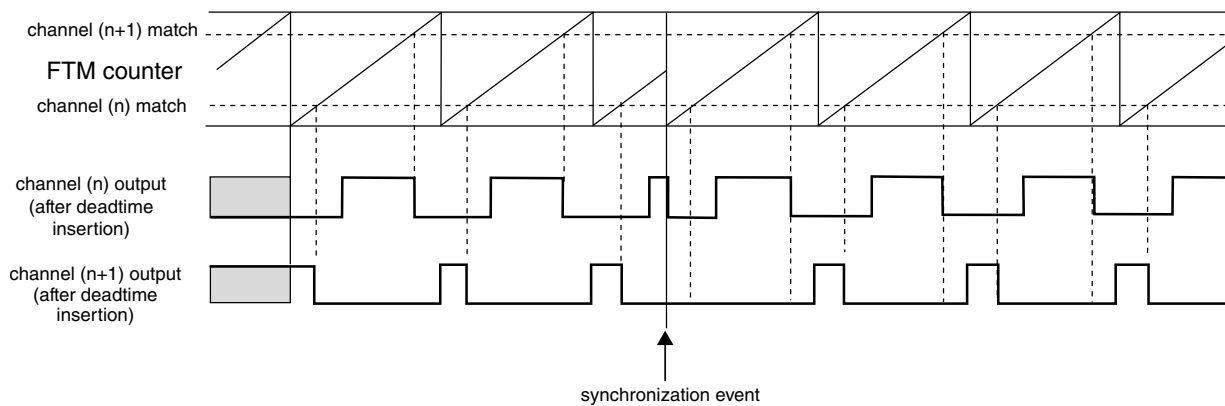 channel (n+1) match
FTM counter
channel (n) match
channel (n) output
(after deadtime
insertion)
channel (n+1) output
(after deadtime
insertion)
synchronization event